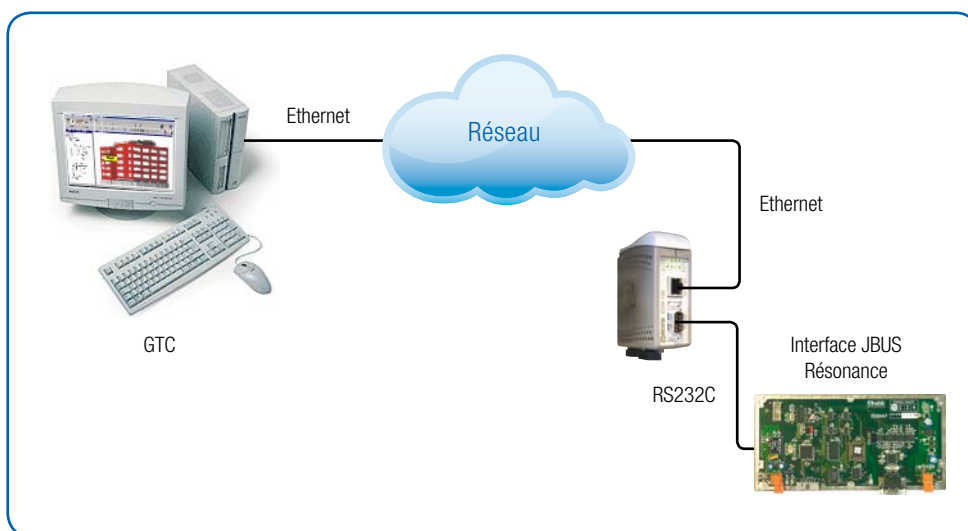 Ethernet
Réseau
Ethernet
GTC
RS232C
Interface JBUS
Résonance